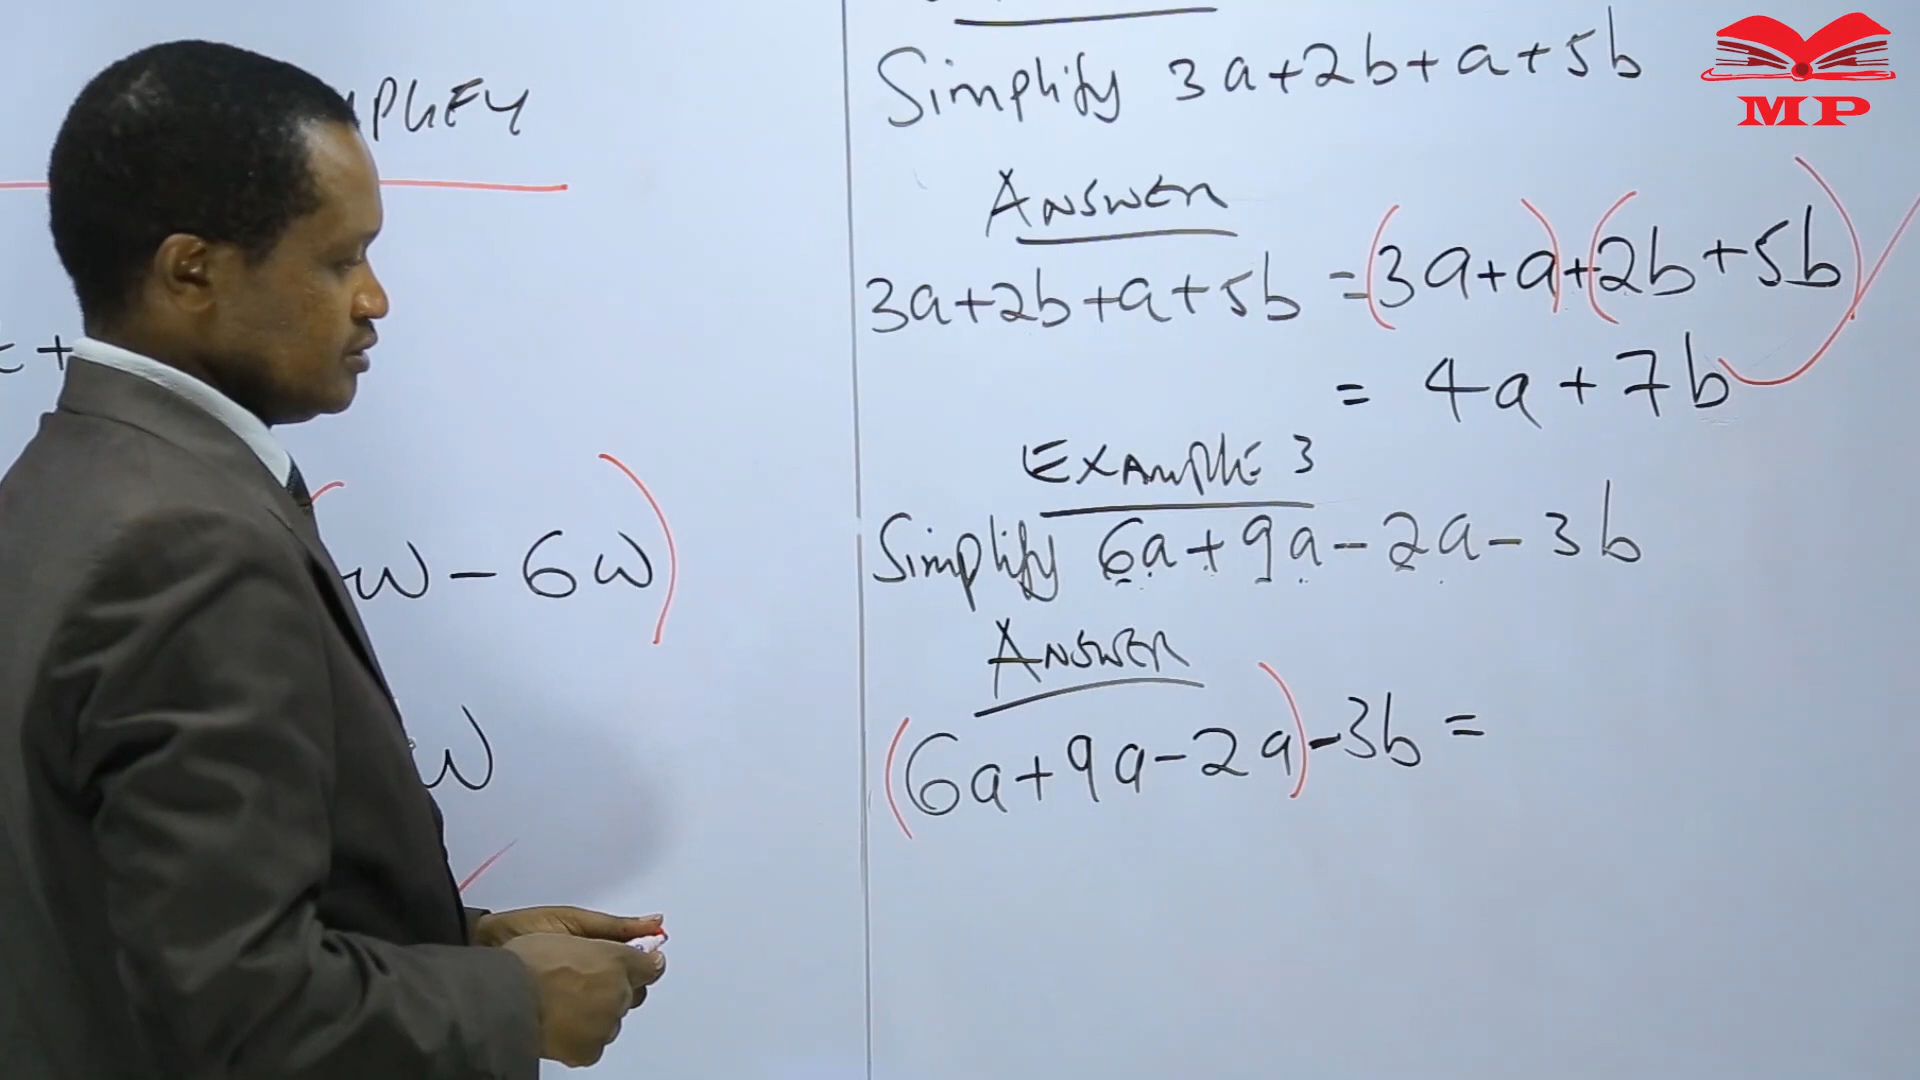 MP
Simplify 3a+2b+a+5b
ANSWER
3a+2b+a+5b =(3a+a)+(2b+5b)
= 4a+7b
EXAMPLE 3
Simplify 6a+9a-2a-3b
ANSWER
(6a+9a-2a)-3b=
w - 6w)
w